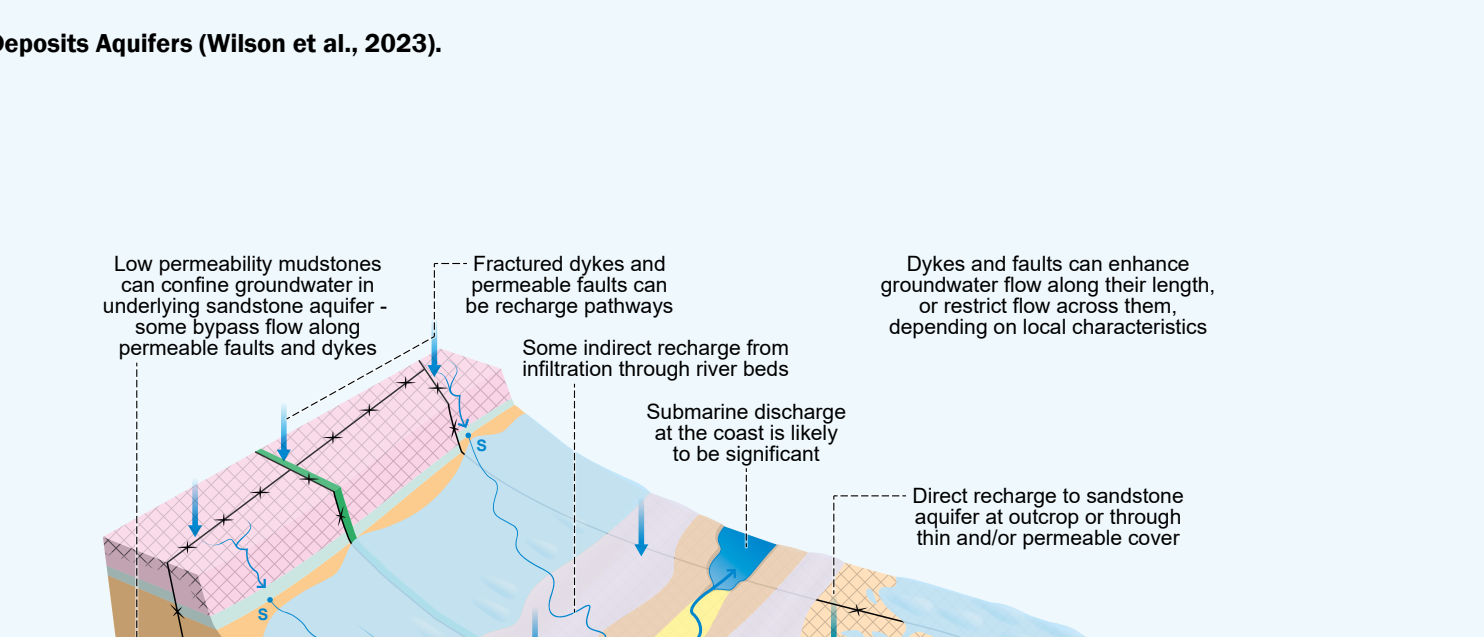 Deposits Aquifers (Wilson et al., 2023).
Low permeability mudstones
can confine groundwater in
underlying sandstone aquifer -
some bypass flow along
permeable faults and dykes
Fractured dykes and
permeable faults can
be recharge pathways
Some indirect recharge from
infiltration through river beds
Submarine discharge
at the coast is likely
to be significant
Dykes and faults can enhance
groundwater flow along their length,
or restrict flow across them,
depending on local characteristics
Direct recharge to sandstone
aquifer at outcrop or through
thin and/or permeable cover
S
S